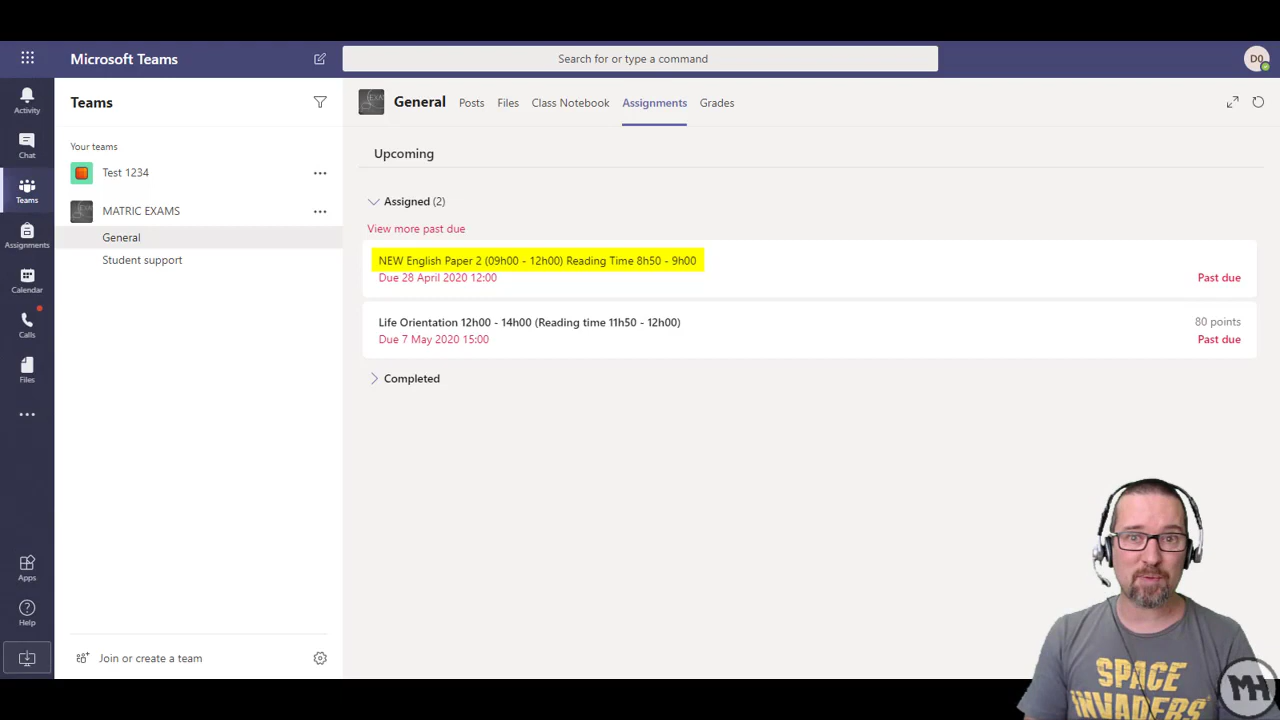 Microsoft Teams
Search for or type a command
D0
Activity
Chat
Teams
Assignments
Calendar
Calls
Files
Apps
Help
Teams
Your teams
Test 1234
MATRIC EXAMS
General
Student support
Join or create a team
General Posts Files Class Notebook Assignments Grades
Upcoming
Assigned (2)
View more past due
NEW English Paper 2 (09h00 - 12h00) Reading Time 8h50 - 9h00
Due 28 April 2020 12:00
Past due
Life Orientation 12h00 - 14h00 (Reading time 11h50 - 12h00)
80 points
Due 7 May 2020 15:00
Past due
Completed
SPACE
INVADERS
MH